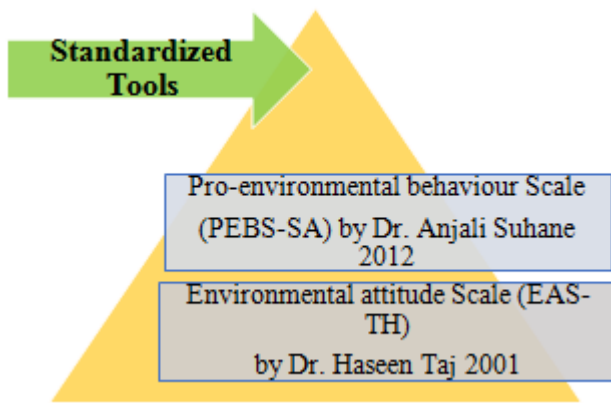 Standardized
Tools
Pro-environmental behaviour Scale
(PEBS-SA) by Dr. Anjali Suhane
2012
Environmental attitude Scale (EAS-
TH)
by Dr. Haseen Taj 2001